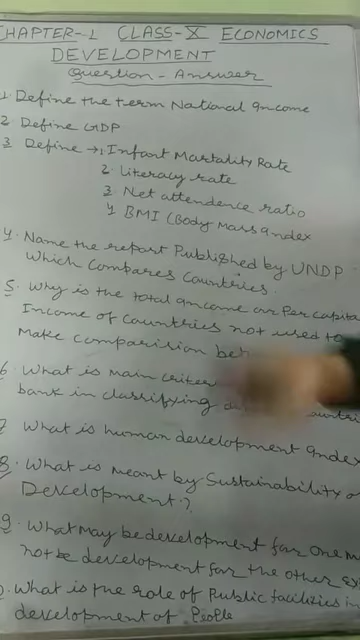 CHAPTER-1 CLASS-X ECONOMICS
DEVELOPMENT
Question-Answer
1. Define the term National Income
2 Define GDP
3 Define → 1 Infant Martality Rate
2. Literacy rate
3 Net attendence ratio
4 BMI (Body Mass Index
4. Name the report Published by UNDP
Which Compares Countries.
5. Why is the total Income or Per capita
Income of Countries not used to
Make Comparision
6 What is main
bank in classifying
7 What is human development Index
8. What is meant by Sustainability
Development?
9. What May be development for One
not be development for the other
What is the role of Public facilities in
development of People